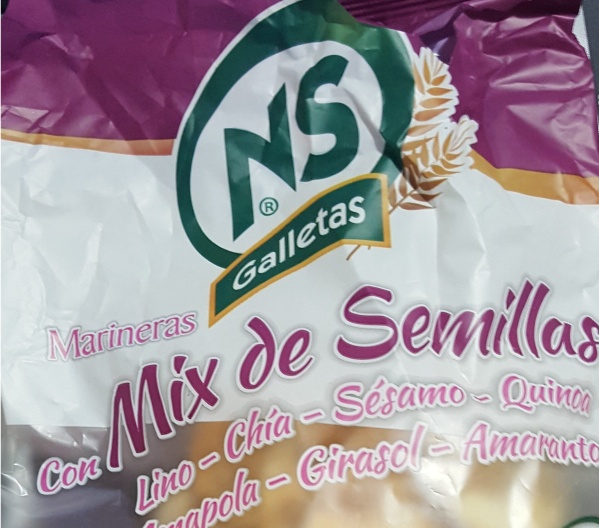 NS
®
Galletas
Marineras
Mix de Semillas
Con Lino - Chía - Sésamo - Quinoa
Amapola - Girasol - Amaranto